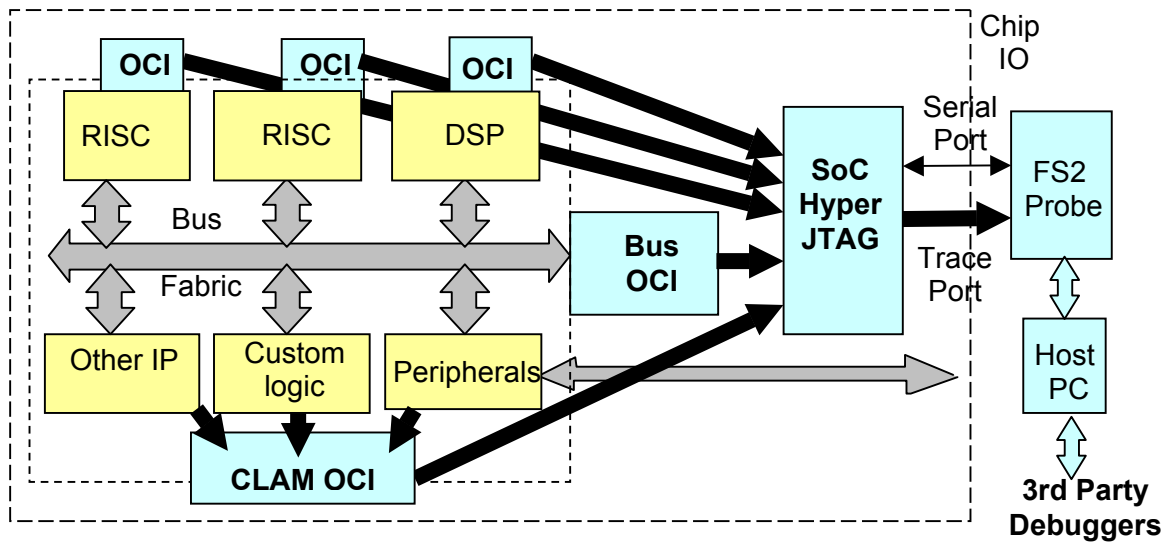 Chip
IO
OCI
OCI
OCI
RISC
RISC
DSP
Serial
Port
SoC
Hyper
JTAG
FS2
Probe
Bus
Fabric
Bus
OCI
Trace
Port
Other IP
Custom
logic
Peripherals
Host
PC
CLAM OCI
3rd Party
Debuggers